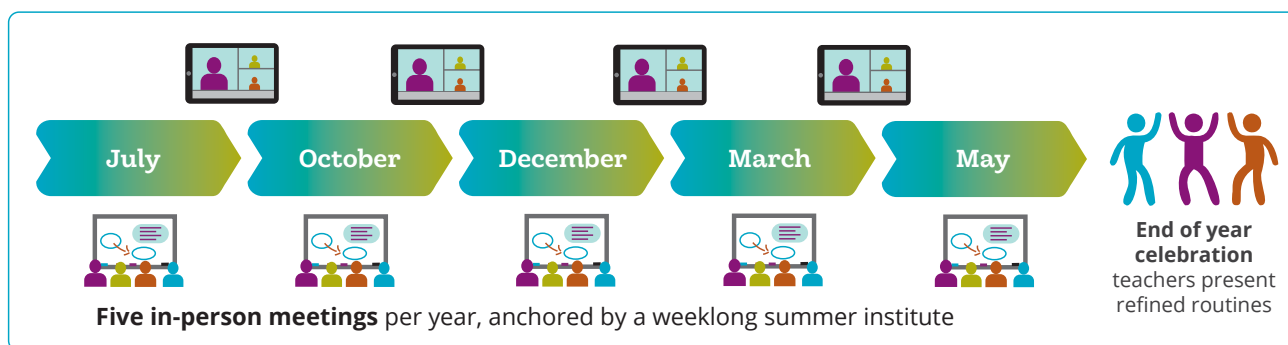 July
October
December
March
May
End of year
celebration
teachers present
refined routines
Five in-person meetings per year, anchored by a weeklong summer institute